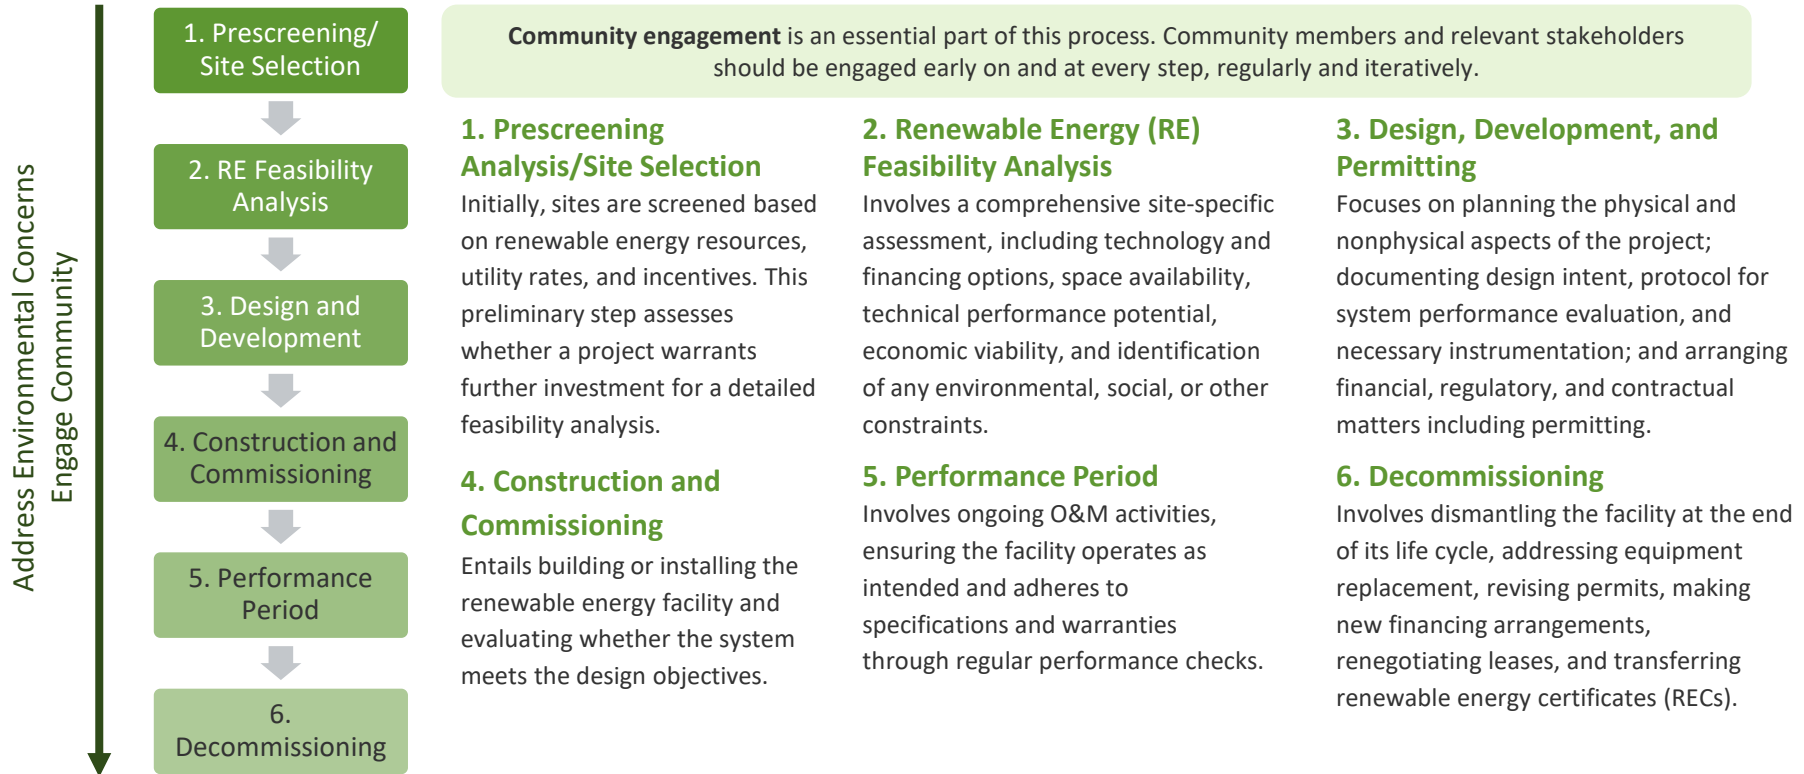 Address Environmental Concerns
Engage Community
1. Prescreening/
Site Selection
2. RE Feasibility
Analysis
3. Design and
Development
4. Construction and
Commissioning
5. Performance
Period
6.
Decommissioning
Community engagement is an essential part of this process. Community members and relevant stakeholders
should be engaged early on and at every step, regularly and iteratively.
1. Prescreening
Analysis/Site Selection
Initially, sites are screened based
on renewable energy resources,
utility rates, and incentives. This
preliminary step assesses
whether a project warrants
further investment for a detailed
feasibility analysis.
2. Renewable Energy (RE)
Feasibility Analysis
Involves a comprehensive site-specific
assessment, including technology and
financing options, space availability,
technical performance potential,
economic viability, and identification
of any environmental, social, or other
constraints.
3. Design, Development, and
Permitting
Focuses on planning the physical and
nonphysical aspects of the project;
documenting design intent, protocol for
system performance evaluation, and
necessary instrumentation; and arranging
financial, regulatory, and contractual
matters including permitting.
4. Construction and
Commissioning
Entails building or installing the
renewable energy facility and
evaluating whether the system
meets the design objectives.
5. Performance Period
Involves ongoing O&M activities,
ensuring the facility operates as
intended and adheres to
specifications and warranties
through regular performance checks.
6. Decommissioning
Involves dismantling the facility at the end
of its life cycle, addressing equipment
replacement, revising permits, making
new financing arrangements,
renegotiating leases, and transferring
renewable energy certificates (RECs).